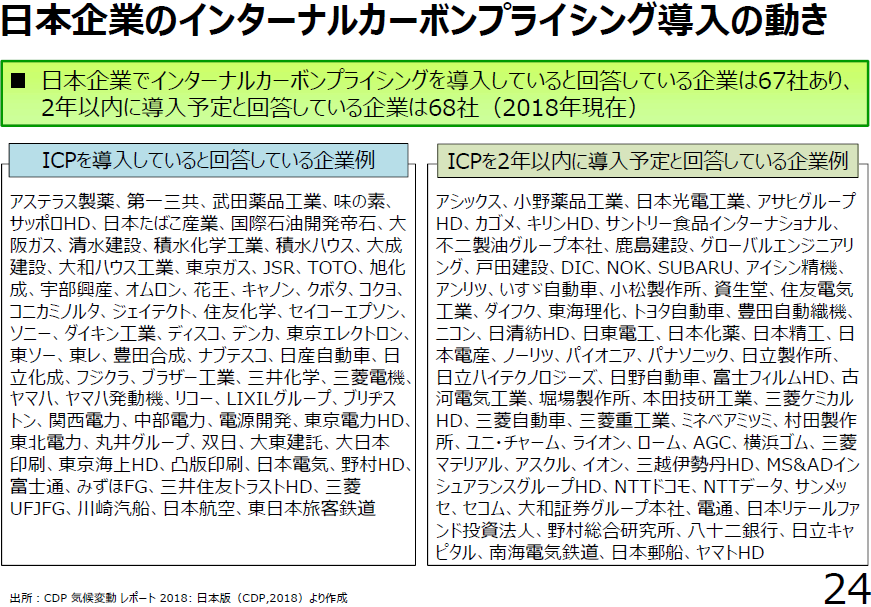 日本企業のインターナルカーボンプライシング導入の動き
■ 日本企業でインターナルカーボンプライシングを導入していると回答している企業は67社あり、
2年以内に導入予定と回答している企業は68社（2018年現在）
ICPを導入していると回答している企業例
アステラス製薬、第一三共、武田薬品工業、味の素、
サッポロHD、日本たばこ産業、国際石油開発帝石、大
阪ガス、清水建設、積水化学工業、積水ハウス、大成
建設、大和ハウス工業、東京ガス、JSR、TOTO、旭化
成、宇部興産、オムロン、花王、キヤノン、クボタ、コクヨ、
コニカミノルタ、ジェイテクト、住友化学、セイコーエプソン、
ソニー、ダイキン工業、ディスコ、デンカ、東京エレクトロン、
東ソー、東レ、豊田合成、ナブテスコ、日産自動車、日
立化成、フジクラ、ブラザー工業、三井化学、三菱電機、
ヤマハ、ヤマハ発動機、リコー、LIXILグループ、ブリヂス
トン、関西電力、中部電力、電源開発、東京電力HD、
東北電力、丸井グループ、双日、大東建託、大日本
印刷、東京海上HD、凸版印刷、日本電気、野村HD、
富士通、みずほFG、三井住友トラストHD、三菱
UFJFG、川崎汽船、日本航空、東日本旅客鉄道
ICPを2年以内に導入予定と回答している企業例
アシックス、小野薬品工業、日本光電工業、アサヒグループ
HD、カゴメ、キリンHD、サントリー食品インターナショナル、
不二製油グループ本社、鹿島建設、グローバルエンジニアリ
ング、戸田建設、DIC、NOK、SUBARU、アイシン精機、
アンリツ、いすゞ自動車、小松製作所、資生堂、住友電気
工業、ダイフク、東海理化、トヨタ自動車、豊田自動織機、
ニコン、日清紡HD、日東電工、日本化薬、日本精工、日
本電産、ノーリツ、パイオニア、パナソニック、日立製作所、
日立ハイテクノロジーズ、日野自動車、富士フイルムHD、古
河電気工業、堀場製作所、本田技研工業、三菱ケミカル
HD、三菱自動車、三菱重工業、ミネベアミツミ、村田製作
所、ユニ・チャーム、ライオン、ローム、AGC、横浜ゴム、三菱
マテリアル、アスクル、イオン、三越伊勢丹HD、MS&ADイン
シュアランスグループHD、NTTドコモ、NTTデータ、サンメッ
セ、セコム、大和証券グループ本社、電通、日本リテールファ
ンド投資法人、野村総合研究所、八十二銀行、日立キャ
ピタル、南海電気鉄道、日本郵船、ヤマトHD
出所：CDP 気候変動 レポート 2018: 日本版（CDP,2018）より作成
24